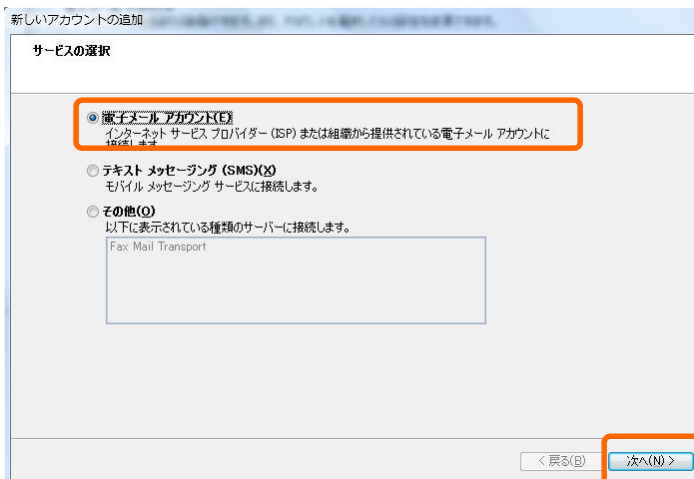 新しいアカウントの追加
サービスの選択
電子メール アカウント(E)
インターネット サービス プロバイダー (ISP) または組織から提供されている電子メール アカウントに
接続します
テキスト メッセージング (SMS)(X)
モバイル メッセージング サービスに接続します。
その他(O)
以下に表示されている種類のサーバーに接続します。
Fax Mail Transport
< 戻る(B)
次へ(N) >